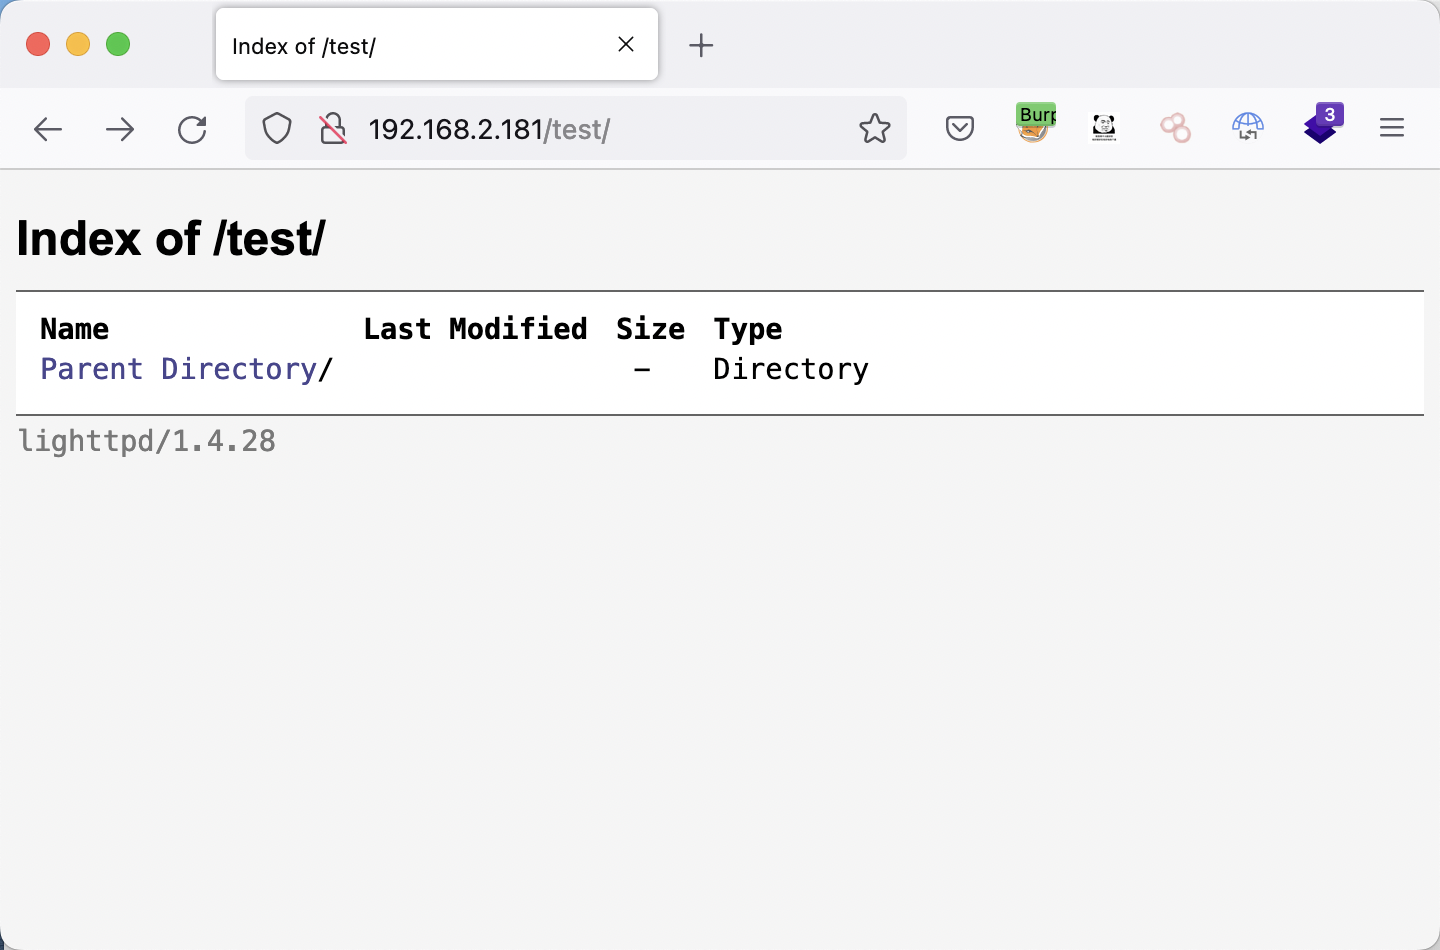 Index of /test/
192.168.2.181/test/
Burp
3
Index of /test/
Name Last Modified Size Type
Parent Directory/ - Directory
lighttpd/1.4.28